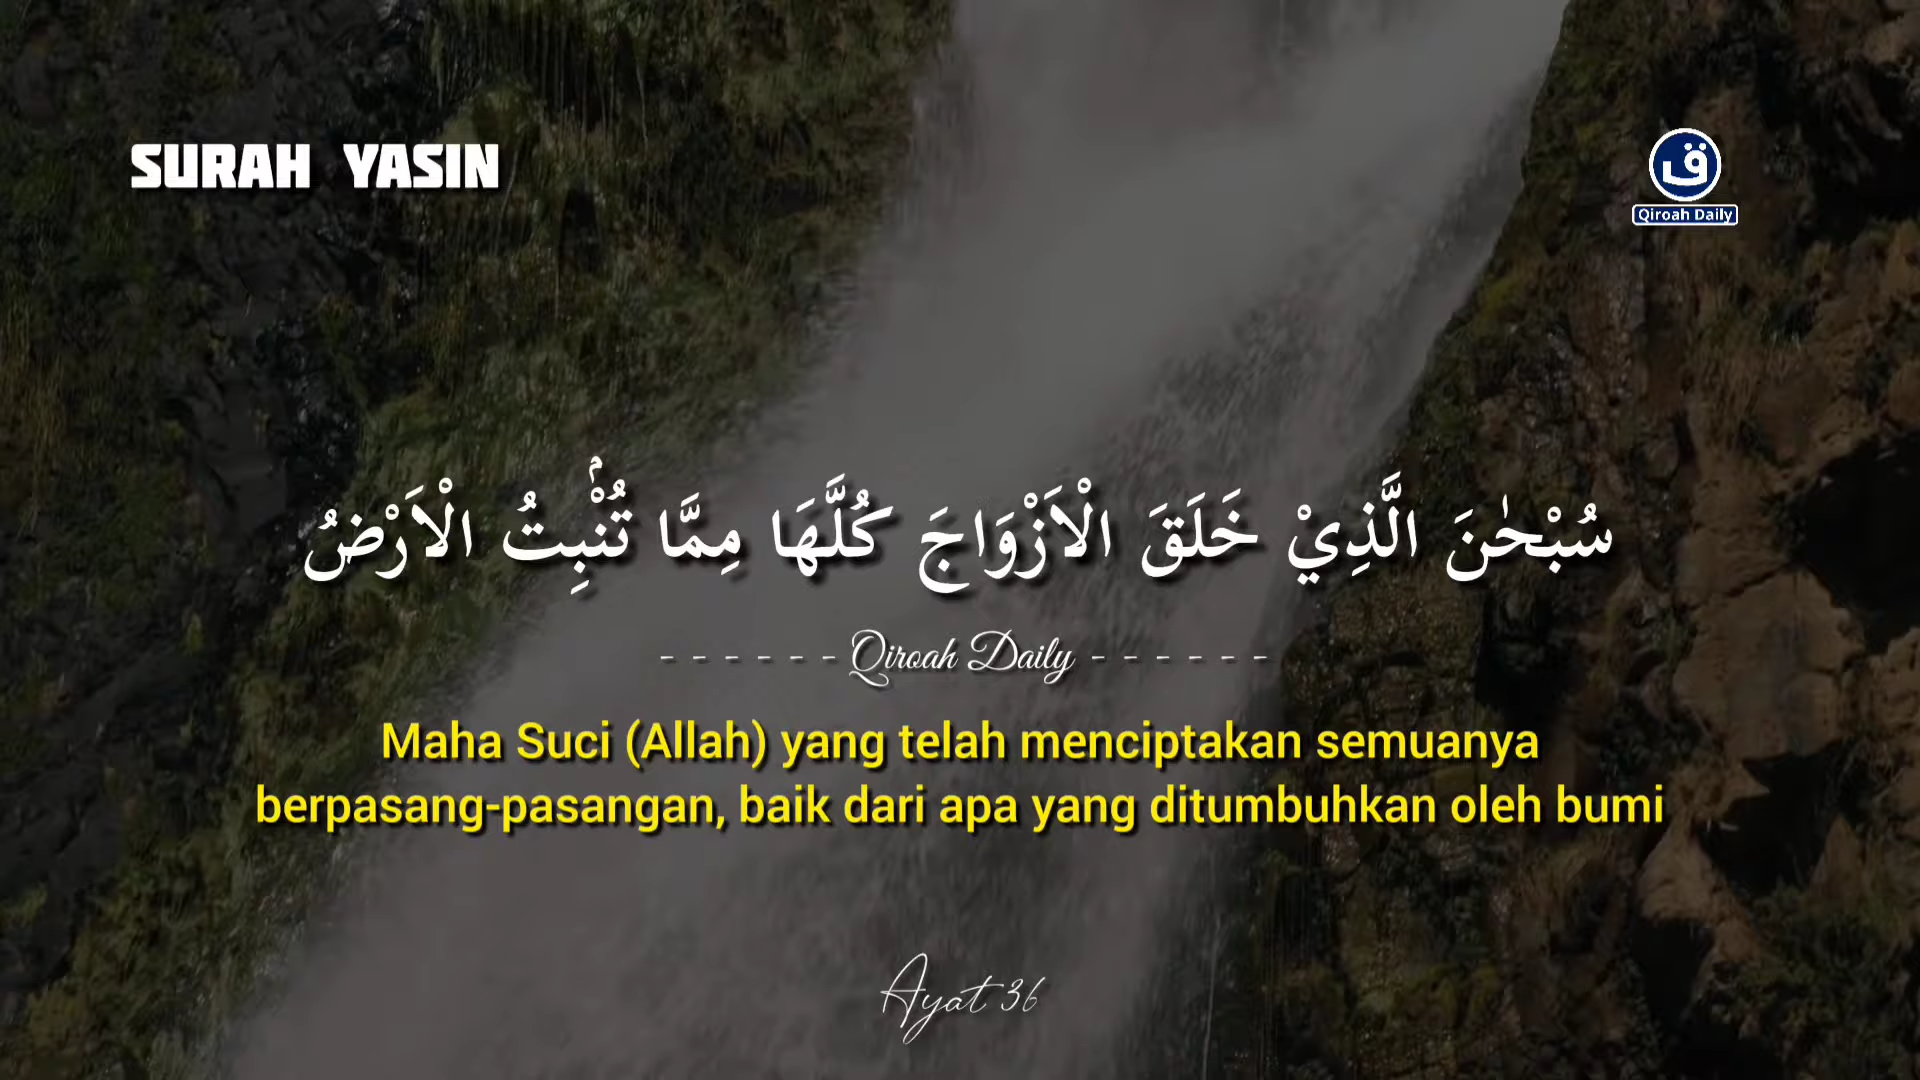 SURAH YASIN
ق
Qiroah Daily
سُبْحٰنَ الَّذِيْ خَلَقَ الْاَزْوَاجَ كُلَّهَا مِمَّا تُنْۢبِتُ الْاَرْضُ
- - - - - - Qiroah Daily - - - - - -
Maha Suci (Allah) yang telah menciptakan semuanya
berpasang-pasangan, baik dari apa yang ditumbuhkan oleh bumi
Ayat 36